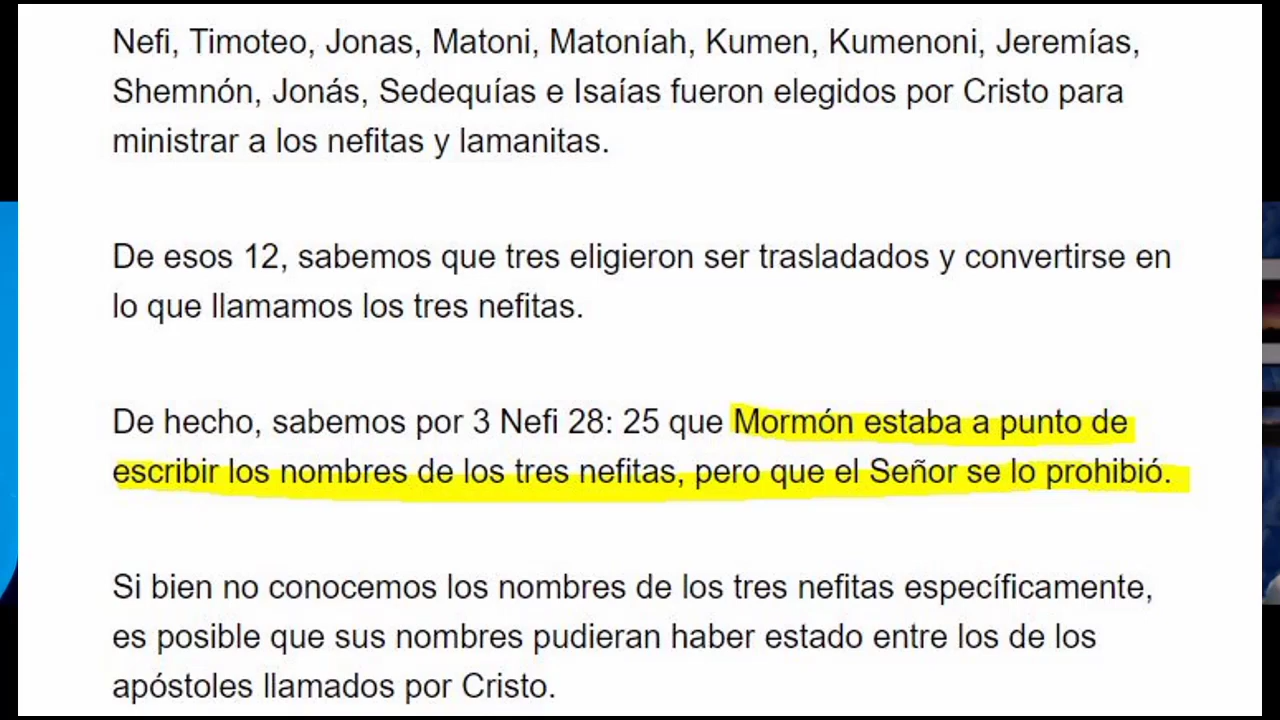 Nefi, Timoteo, Jonas, Matoni, Matoníah, Kumen, Kumenoni, Jeremías,
Shemnón, Jonás, Sedequías e Isaías fueron elegidos por Cristo para
ministrar a los nefitas y lamanitas.
De esos 12, sabemos que tres eligieron ser trasladados y convertirse en
lo que llamamos los tres nefitas.
De hecho, sabemos por 3 Nefi 28: 25 que Mormón estaba a punto de
escribir los nombres de los tres nefitas, pero que el Señor se lo prohibió.
Si bien no conocemos los nombres de los tres nefitas específicamente,
es posible que sus nombres pudieran haber estado entre los de los
apóstoles llamados por Cristo.